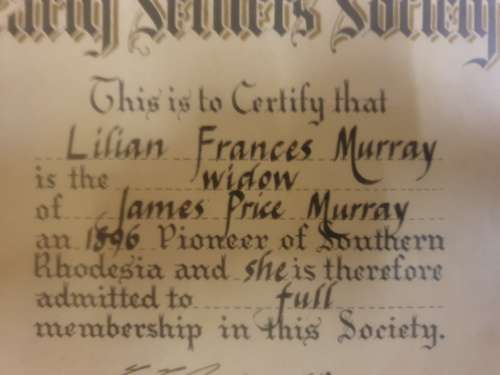 Early Settlers Society
This is to Certify that
Lilian Frances Murray
is the widow
of James Price Murray
an 1896 Pioneer of Southern
Rhodesia and she is therefore
admitted to full
membership in this Society.